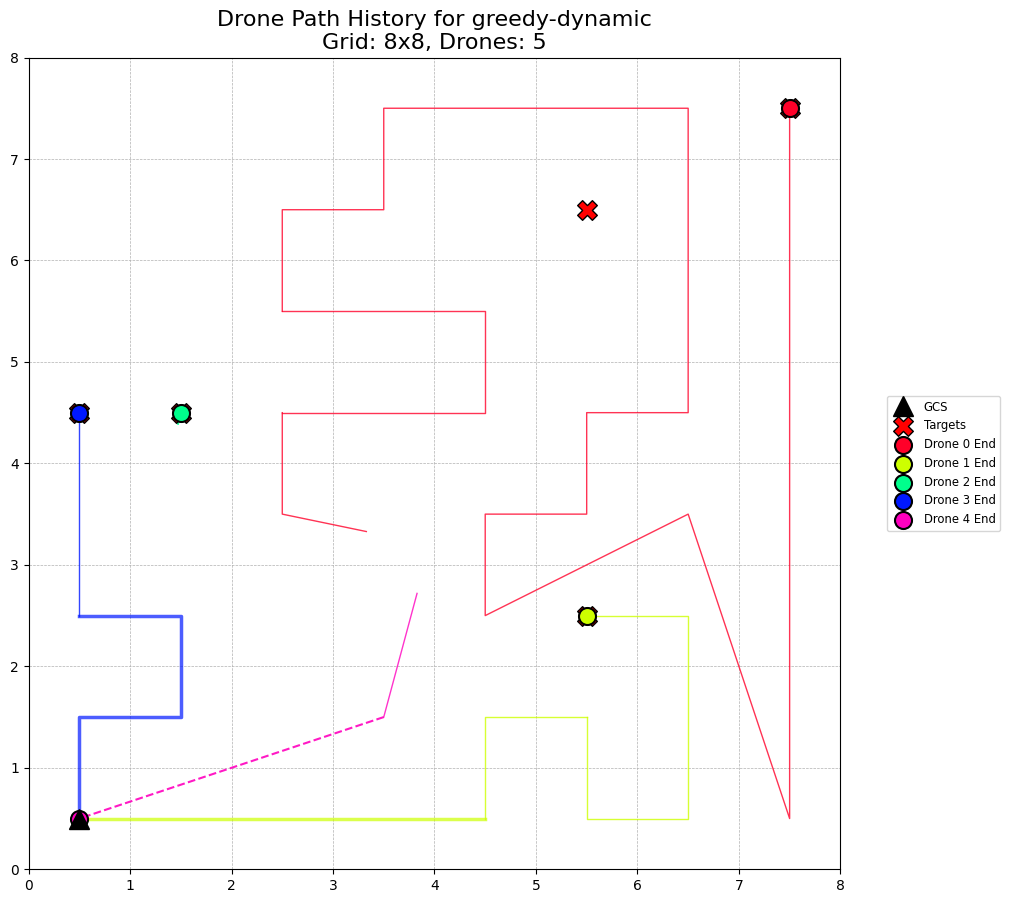 Drone Path History for greedy-dynamic
Grid: 8x8, Drones: 5
8
7
6
5
4
3
2
1
0
0 1 2 3 4 5 6 7 8
GCS
Targets
Drone 0 End
Drone 1 End
Drone 2 End
Drone 3 End
Drone 4 End